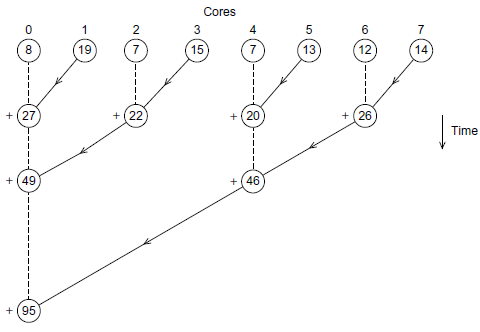 Cores
0 1 2 3 4 5 6 7
8 19 7 15 7 13 12 14
+ 27 + 22 + 20 + 26
Time
+ 49 + 46
+ 95